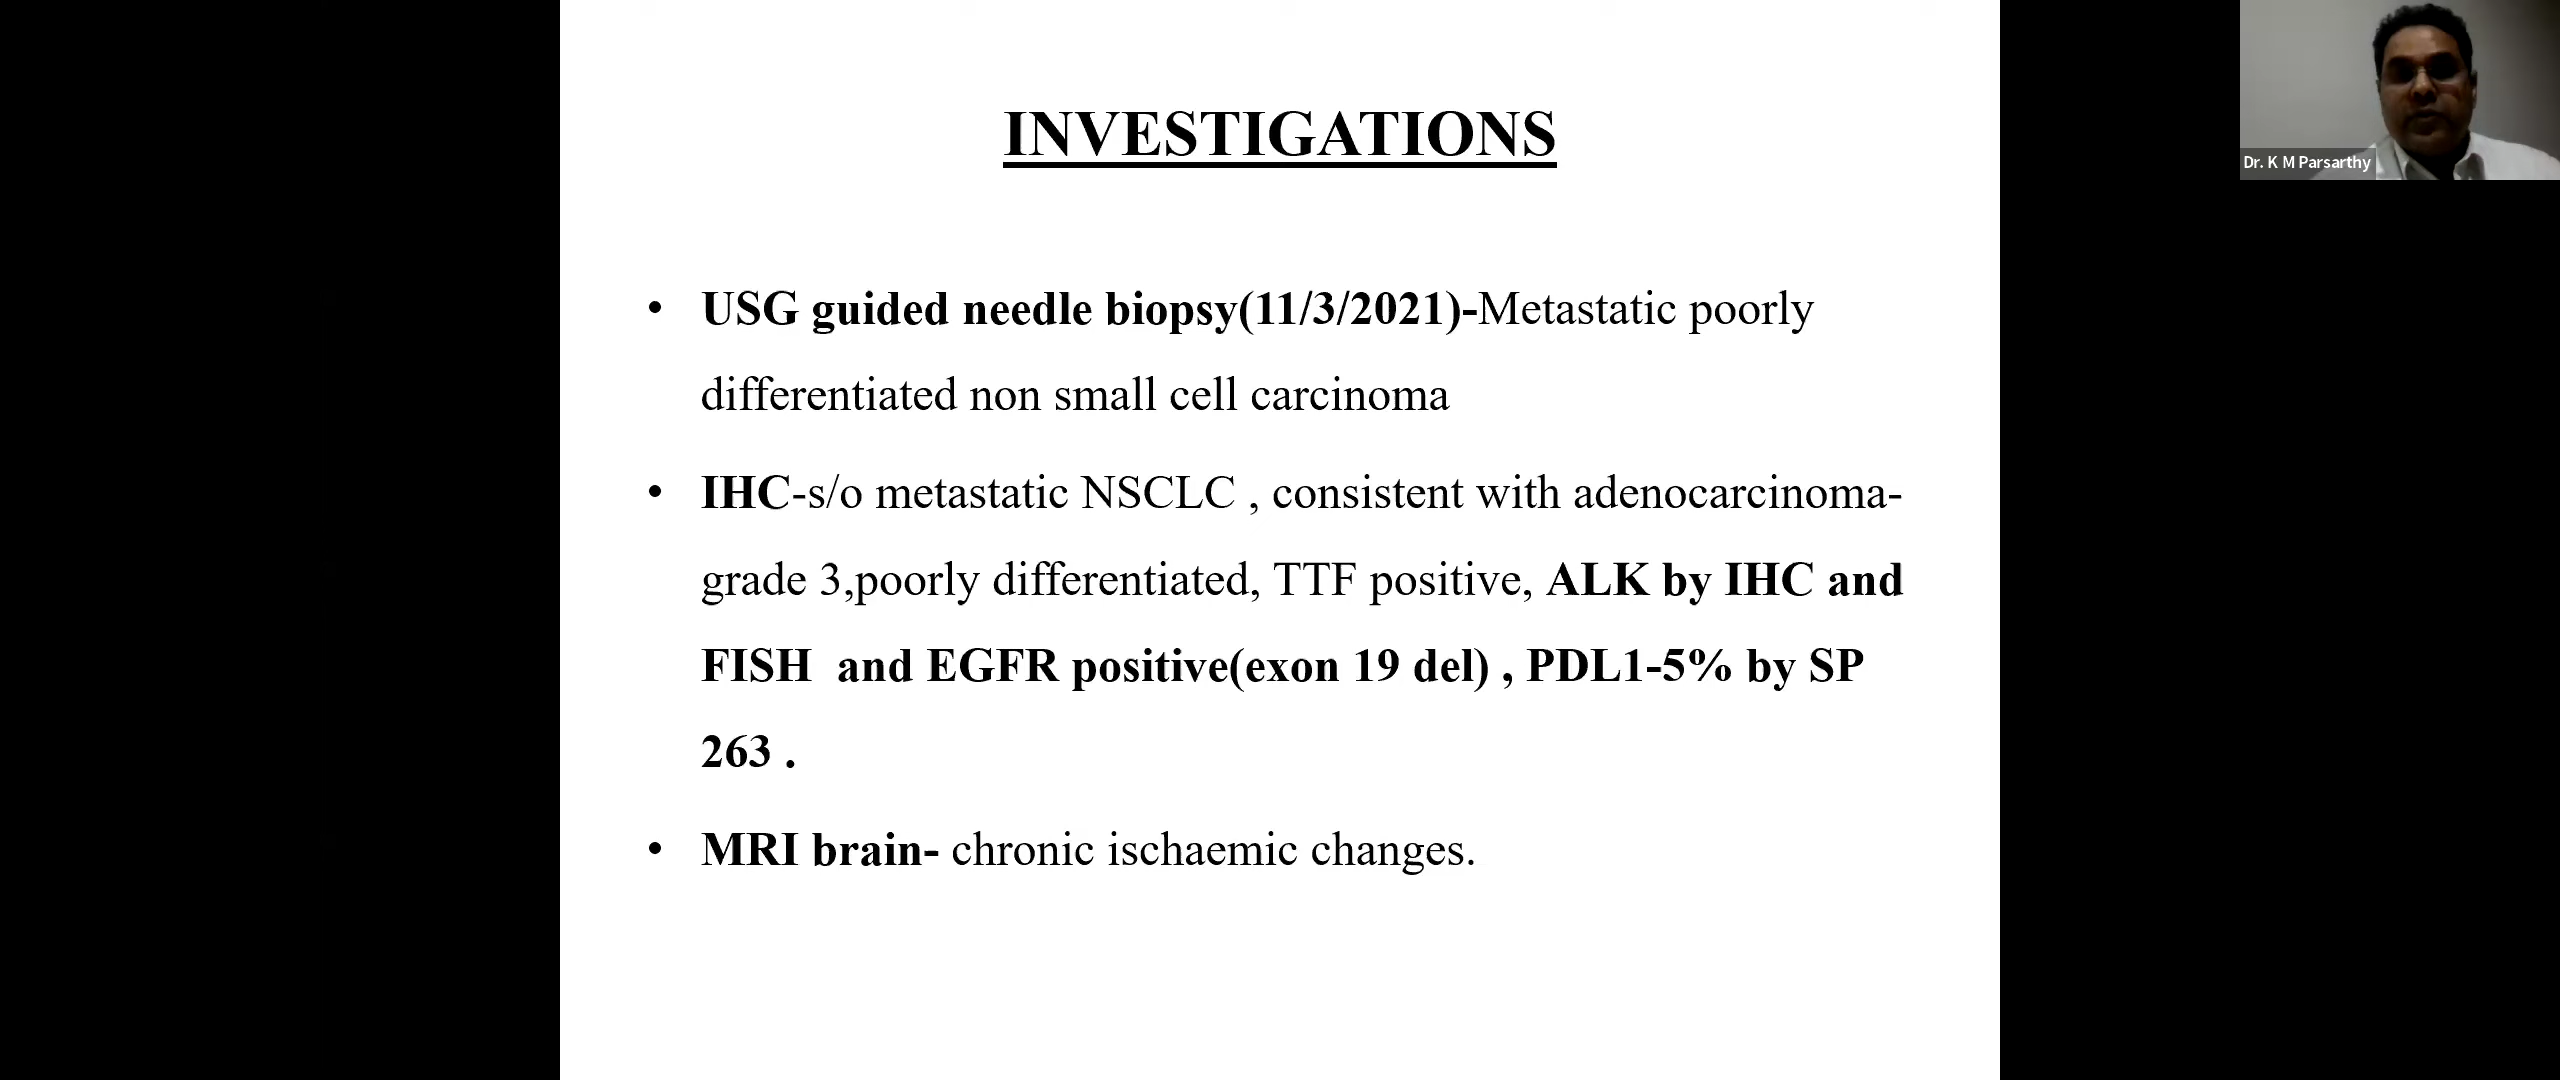 INVESTIGATIONS
• USG guided needle biopsy(11/3/2021)-Metastatic poorly
differentiated non small cell carcinoma
• IHC-s/o metastatic NSCLC , consistent with adenocarcinoma-
grade 3,poorly differentiated, TTF positive, ALK by IHC and
FISH  and EGFR positive(exon 19 del) , PDL1-5% by SP
263 .
• MRI brain- chronic ischaemic changes.
Dr. K M Parsarthy